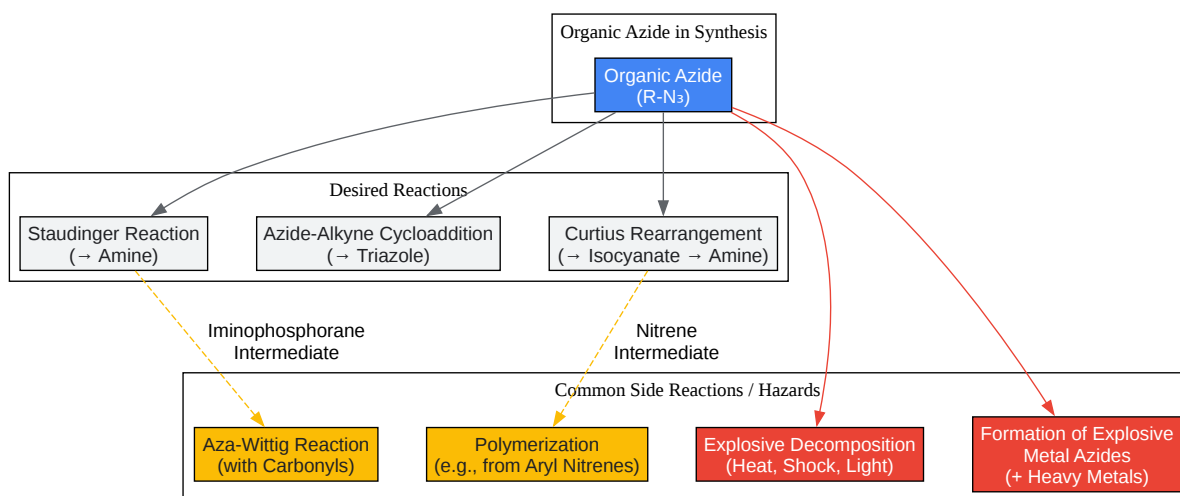 Organic Azide in Synthesis
Organic Azide
(R-N₃)
Desired Reactions
Staudinger Reaction
(→ Amine)
Azide-Alkyne Cycloaddition
(→ Triazole)
Curtius Rearrangement
(→ Isocyanate → Amine)
Iminophosphorane
Intermediate
Nitrene
Intermediate
Common Side Reactions / Hazards
Aza-Wittig Reaction
(with Carbonyls)
Polymerization
(e.g., from Aryl Nitrenes)
Explosive Decomposition
(Heat, Shock, Light)
Formation of Explosive
Metal Azides
(+ Heavy Metals)